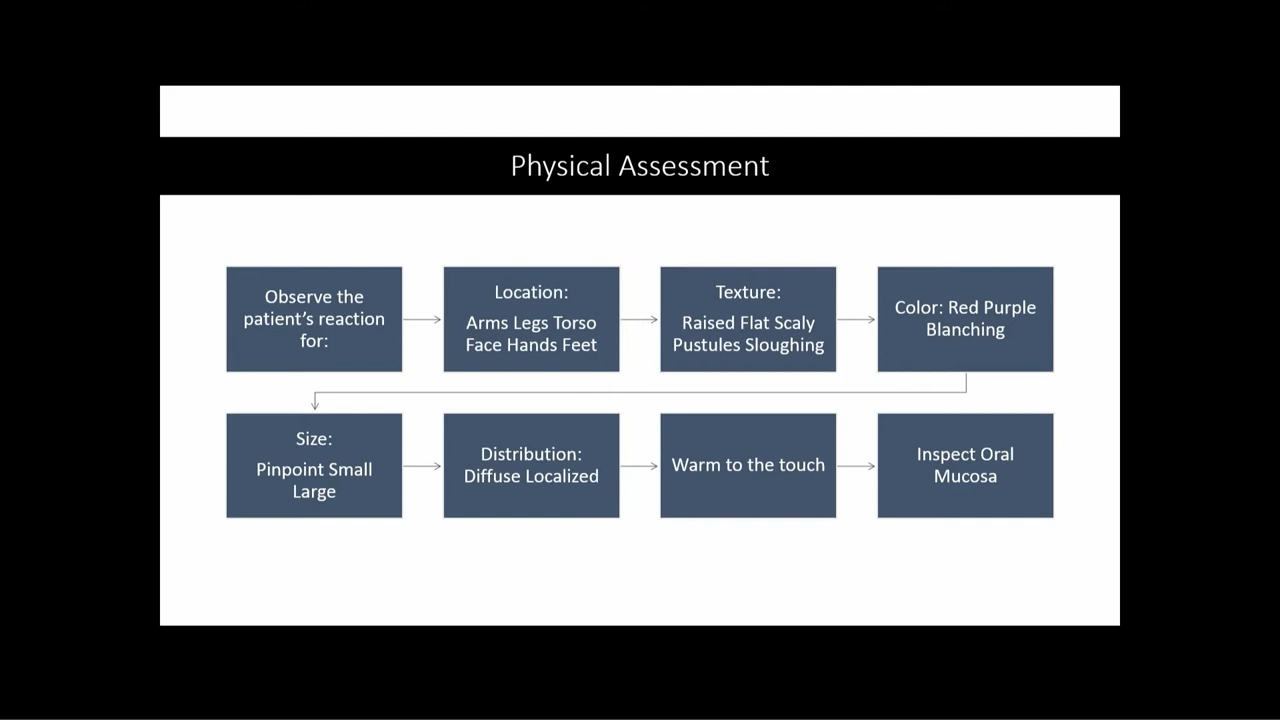 Physical Assessment
Observe the
patient’s reaction
for:
Location:
Arms Legs Torso
Face Hands Feet
Texture:
Raised Flat Scaly
Pustules Sloughing
Color: Red Purple
Blanching
Size:
Pinpoint Small
Large
Distribution:
Diffuse Localized
Warm to the touch
Inspect Oral
Mucosa